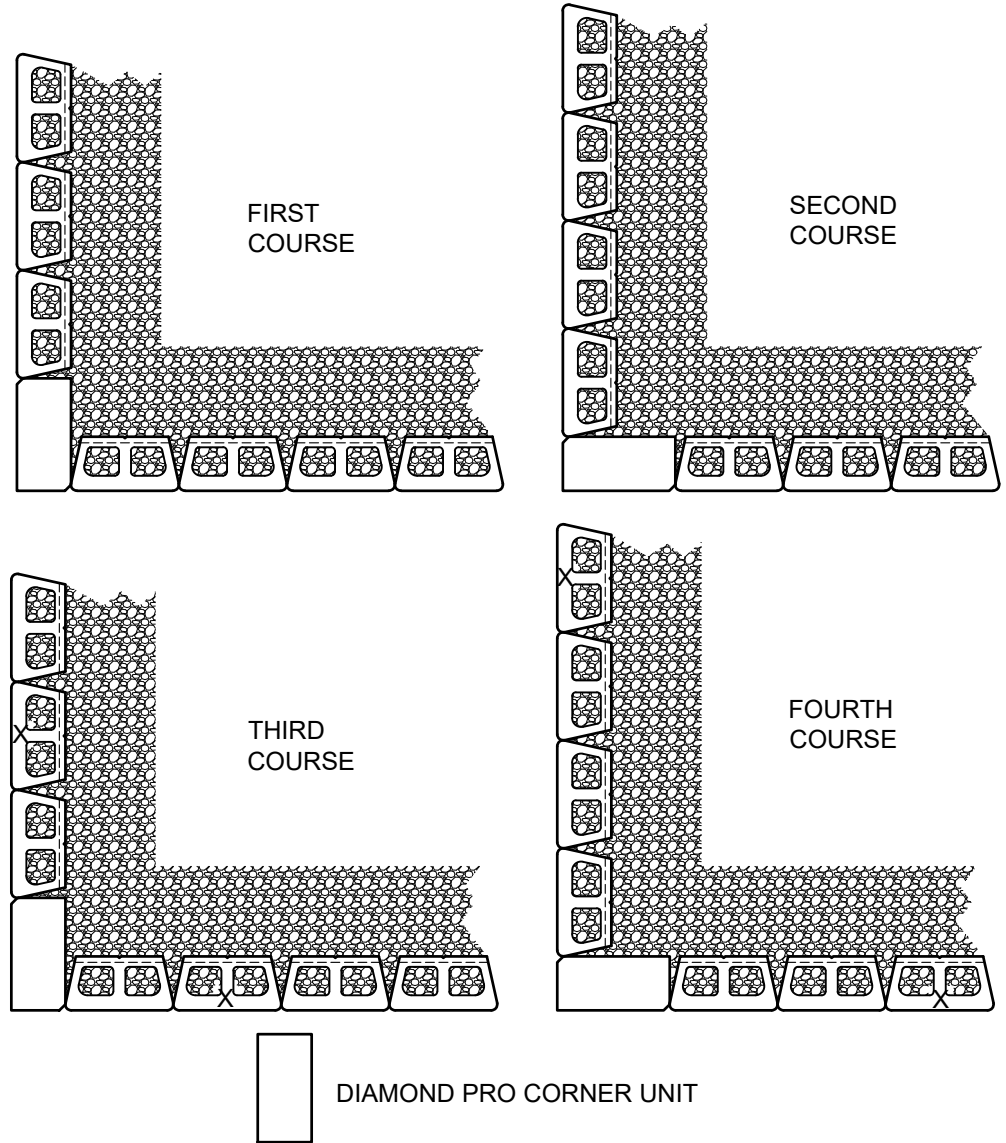 FIRST
COURSE
SECOND
COURSE
X
THIRD
COURSE
X
X
FOURTH
COURSE
X
DIAMOND PRO CORNER UNIT